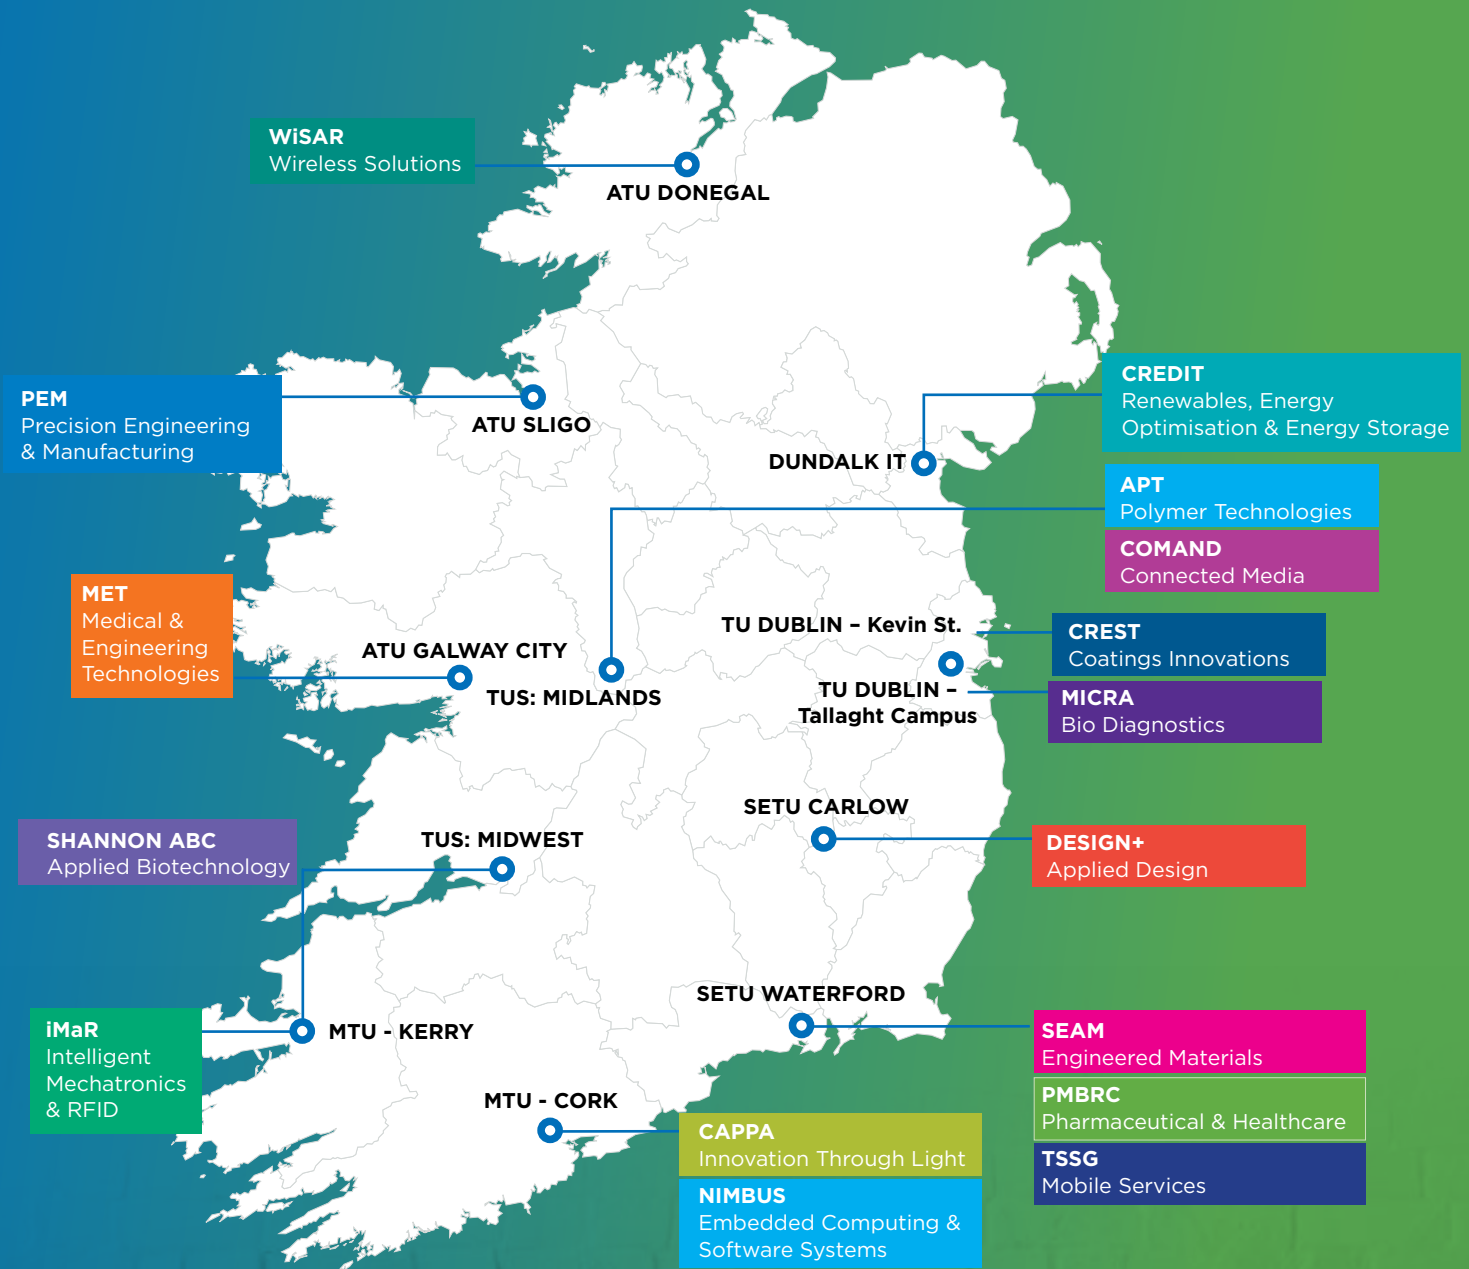 WiSAR
Wireless Solutions
ATU DONEGAL
PEM
Precision Engineering
& Manufacturing
ATU SLIGO
CREDIT
Renewables, Energy
Optimisation & Energy Storage
DUNDALK IT
APT
Polymer Technologies
COMAND
Connected Media
MET
Medical &
Engineering
Technologies
ATU GALWAY CITY
TUS: MIDLANDS
TU DUBLIN – Kevin St.
CREST
Coatings Innovations
TU DUBLIN –
Tallaght Campus
MICRA
Bio Diagnostics
SETU CARLOW
DESIGN+
Applied Design
SHANNON ABC
Applied Biotechnology
TUS: MIDWEST
iMaR
Intelligent
Mechatronics
& RFID
MTU - KERRY
SETU WATERFORD
SEAM
Engineered Materials
PMBRC
Pharmaceutical & Healthcare
TSSG
Mobile Services
MTU - CORK
CAPPA
Innovation Through Light
NIMBUS
Embedded Computing &
Software Systems